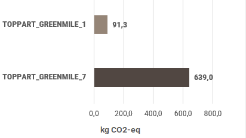 TOPPART_GREENMILE_1 91,3
TOPPART_GREENMILE_7 639,0
0,0 200,0 400,0 600,0 800,0
kg CO2-eq